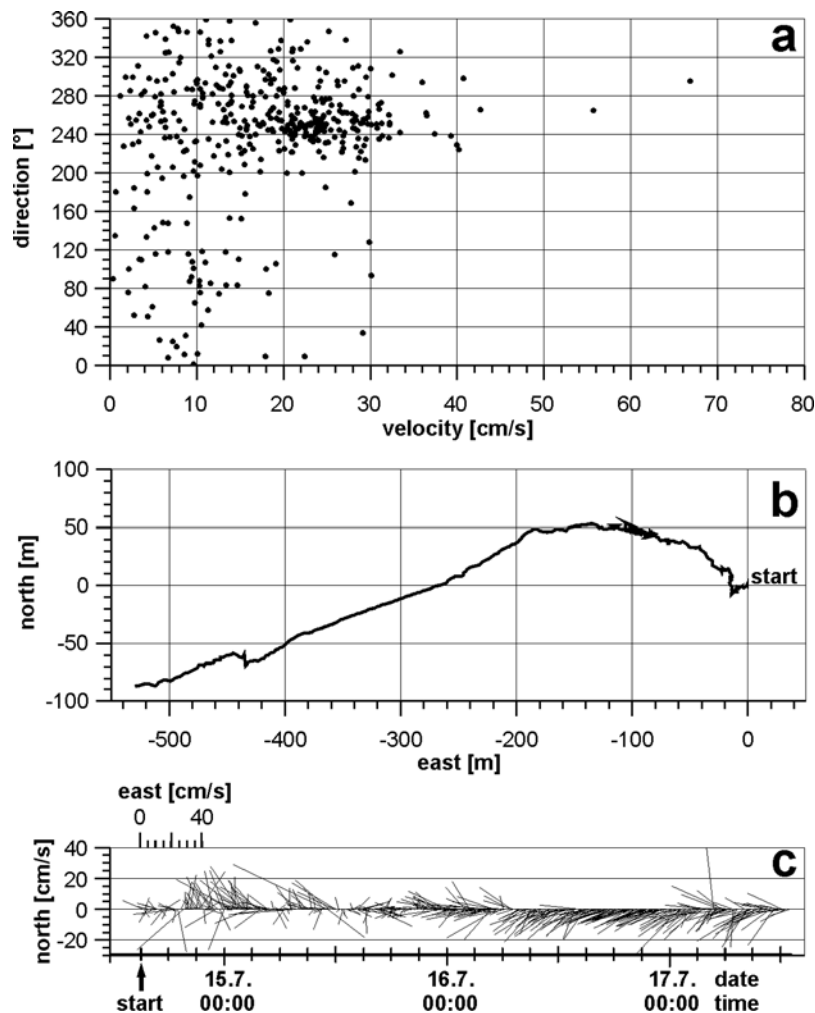 a
360
320
280
240
200
160
120
80
40
0
direction [°]
0 10 20 30 40 50 60 70 80
velocity [cm/s]
b
100
50
0
-50
-100
north [m]
start
-500 -400 -300 -200 -100 0
east [m]
east [cm/s]
0 40
c
40
20
0
-20
north [cm/s]
15.7. 16.7. 17.7. date
start 00:00 00:00 00:00 time